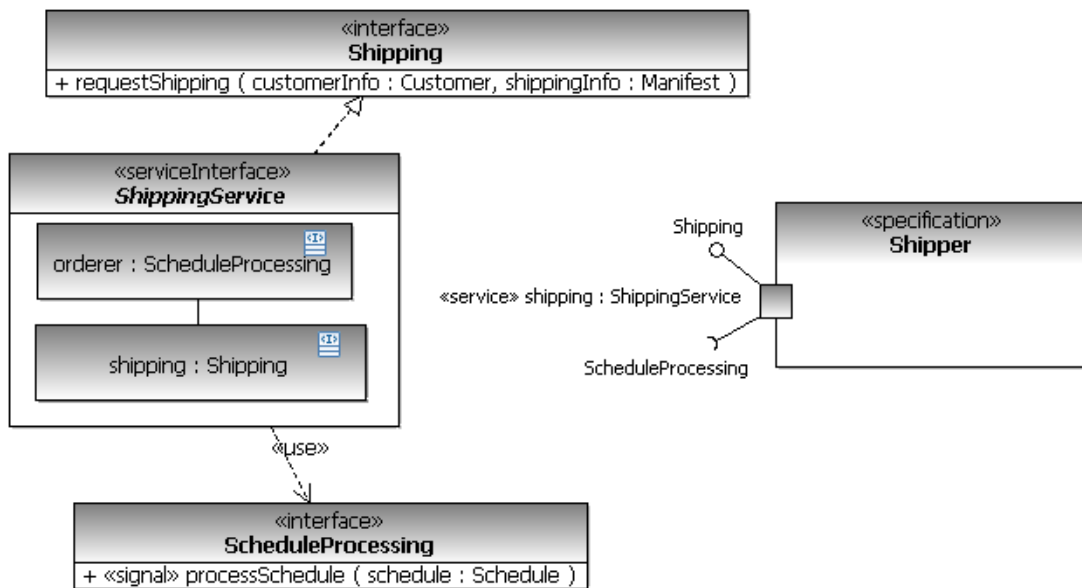 «interface»
Shipping
+ requestShipping ( customerInfo : Customer, shippingInfo : Manifest )
«serviceInterface»
ShippingService
orderer : ScheduleProcessing
shipping : Shipping
«use»
«interface»
ScheduleProcessing
+ «signal» processSchedule ( schedule : Schedule )
«specification»
Shipper
Shipping
«service» shipping : ShippingService
ScheduleProcessing